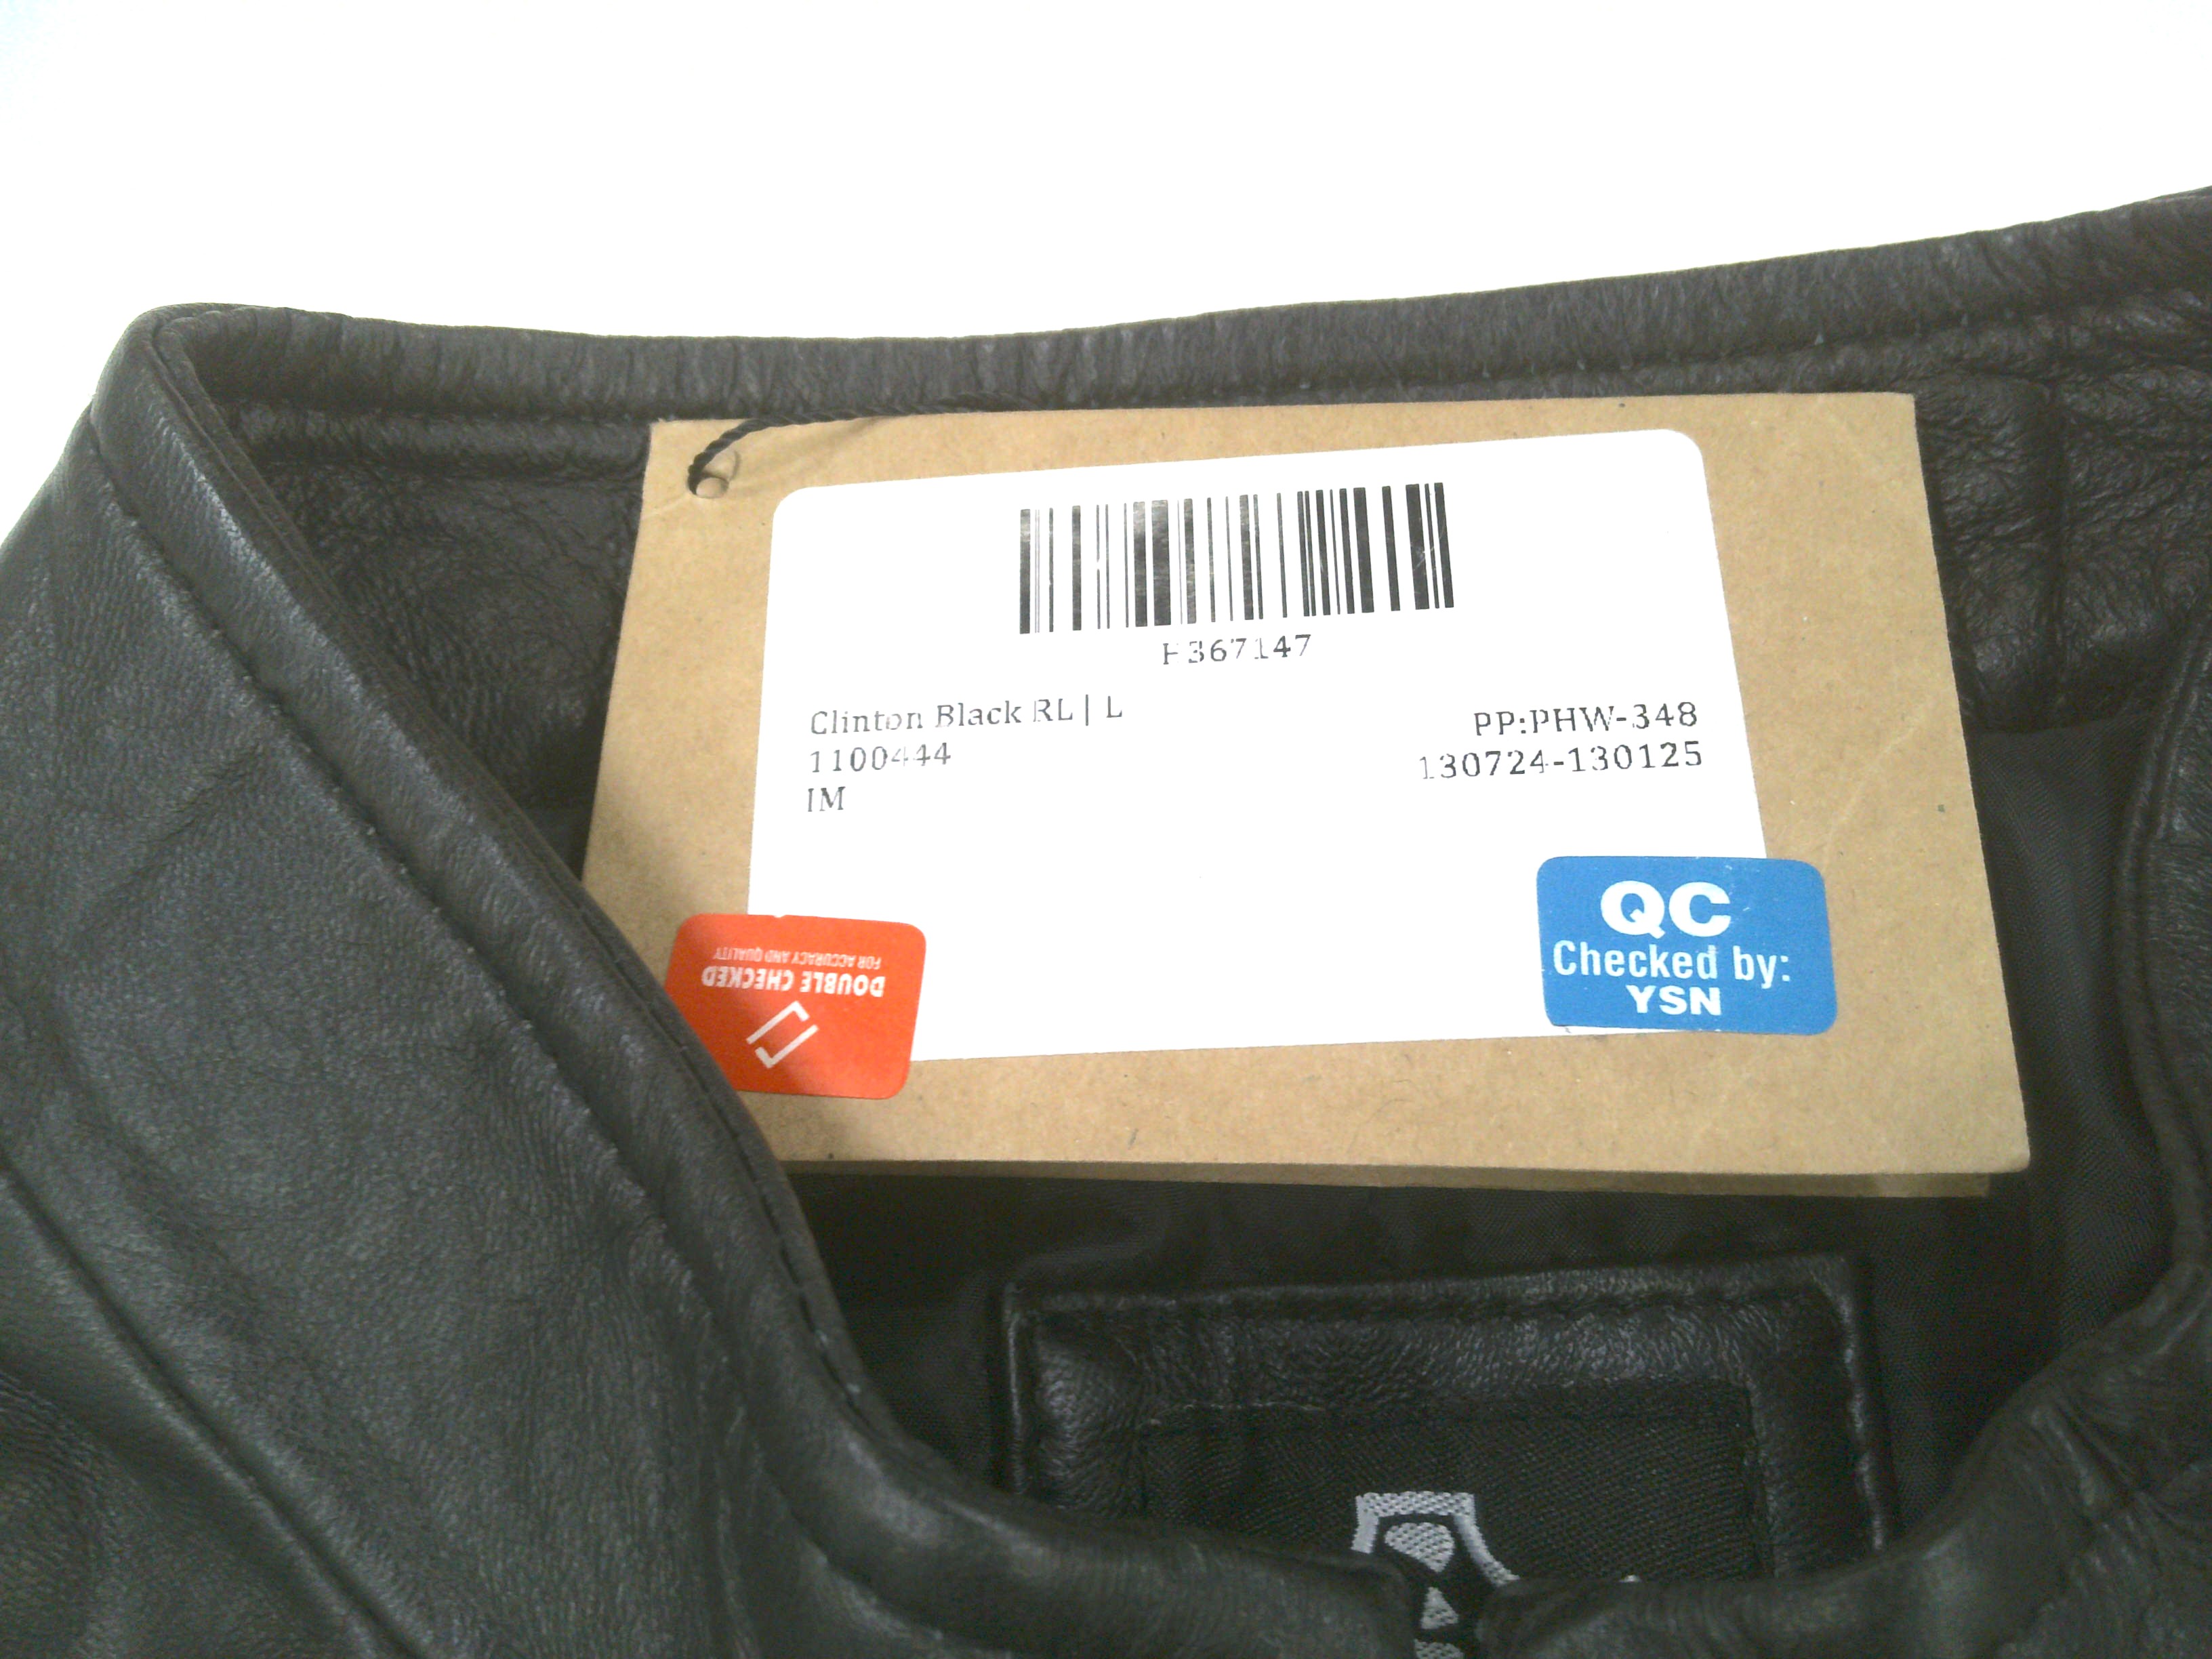 F367147
Clinton Black RL | L
1100444
IM
PP:PHW-348
130724-130125
QC
Checked by:
YSN
DOUBLE CHECKED
FOR ACCURACY AND QUALITY